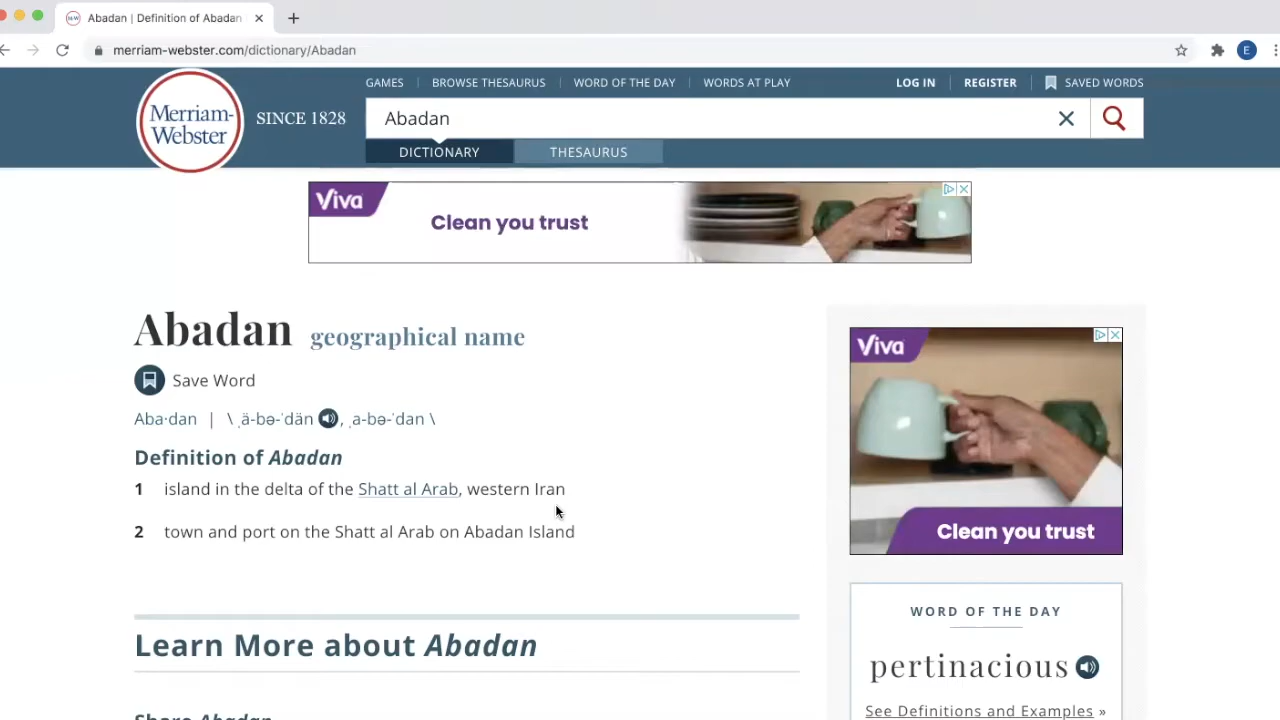 Abadan | Definition of Abadan
merriam-webster.com/dictionary/Abadan
E
GAMES BROWSE THESAURUS WORD OF THE DAY WORDS AT PLAY LOG IN REGISTER SAVED WORDS
Merriam-
Webster
SINCE 1828
Abadan
DICTIONARY THESAURUS
Viva
Clean you trust
Abadan geographical name
Save Word
Aba·dan | \ ˌä-bə-ˈdän , ˌa-bə-ˈdan \
Definition of Abadan
1 island in the delta of the Shatt al Arab, western Iran
2 town and port on the Shatt al Arab on Abadan Island
Learn More about Abadan
Share Abadan
Viva
Clean you trust
WORD OF THE DAY
pertinacious
See Definitions and Examples »